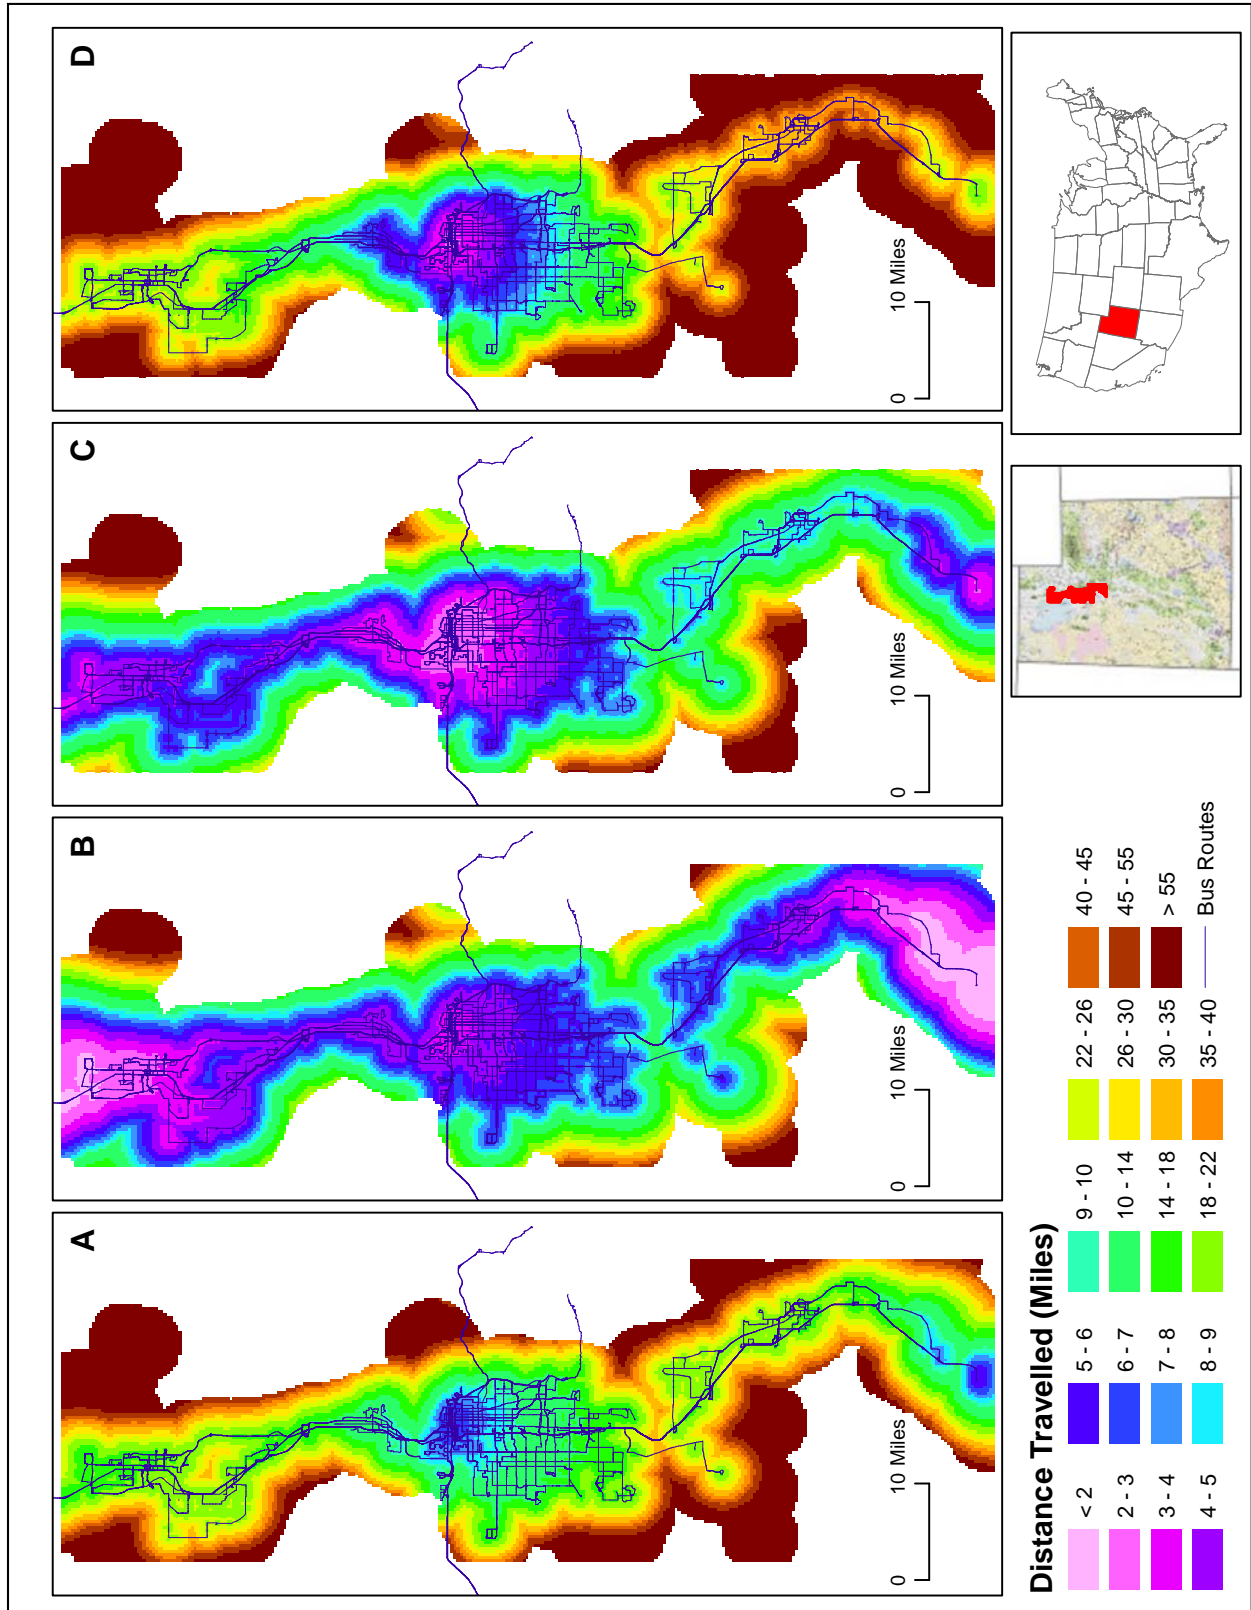 A
B
C
D
0 10 Miles
0 10 Miles
0 10 Miles
0 10 Miles
Distance Travelled (Miles)
< 2
2 - 3
3 - 4
4 - 5
5 - 6
6 - 7
7 - 8
8 - 9
9 - 10
10 - 14
14 - 18
18 - 22
22 - 26
26 - 30
30 - 35
35 - 40
40 - 45
45 - 55
> 55
Bus Routes